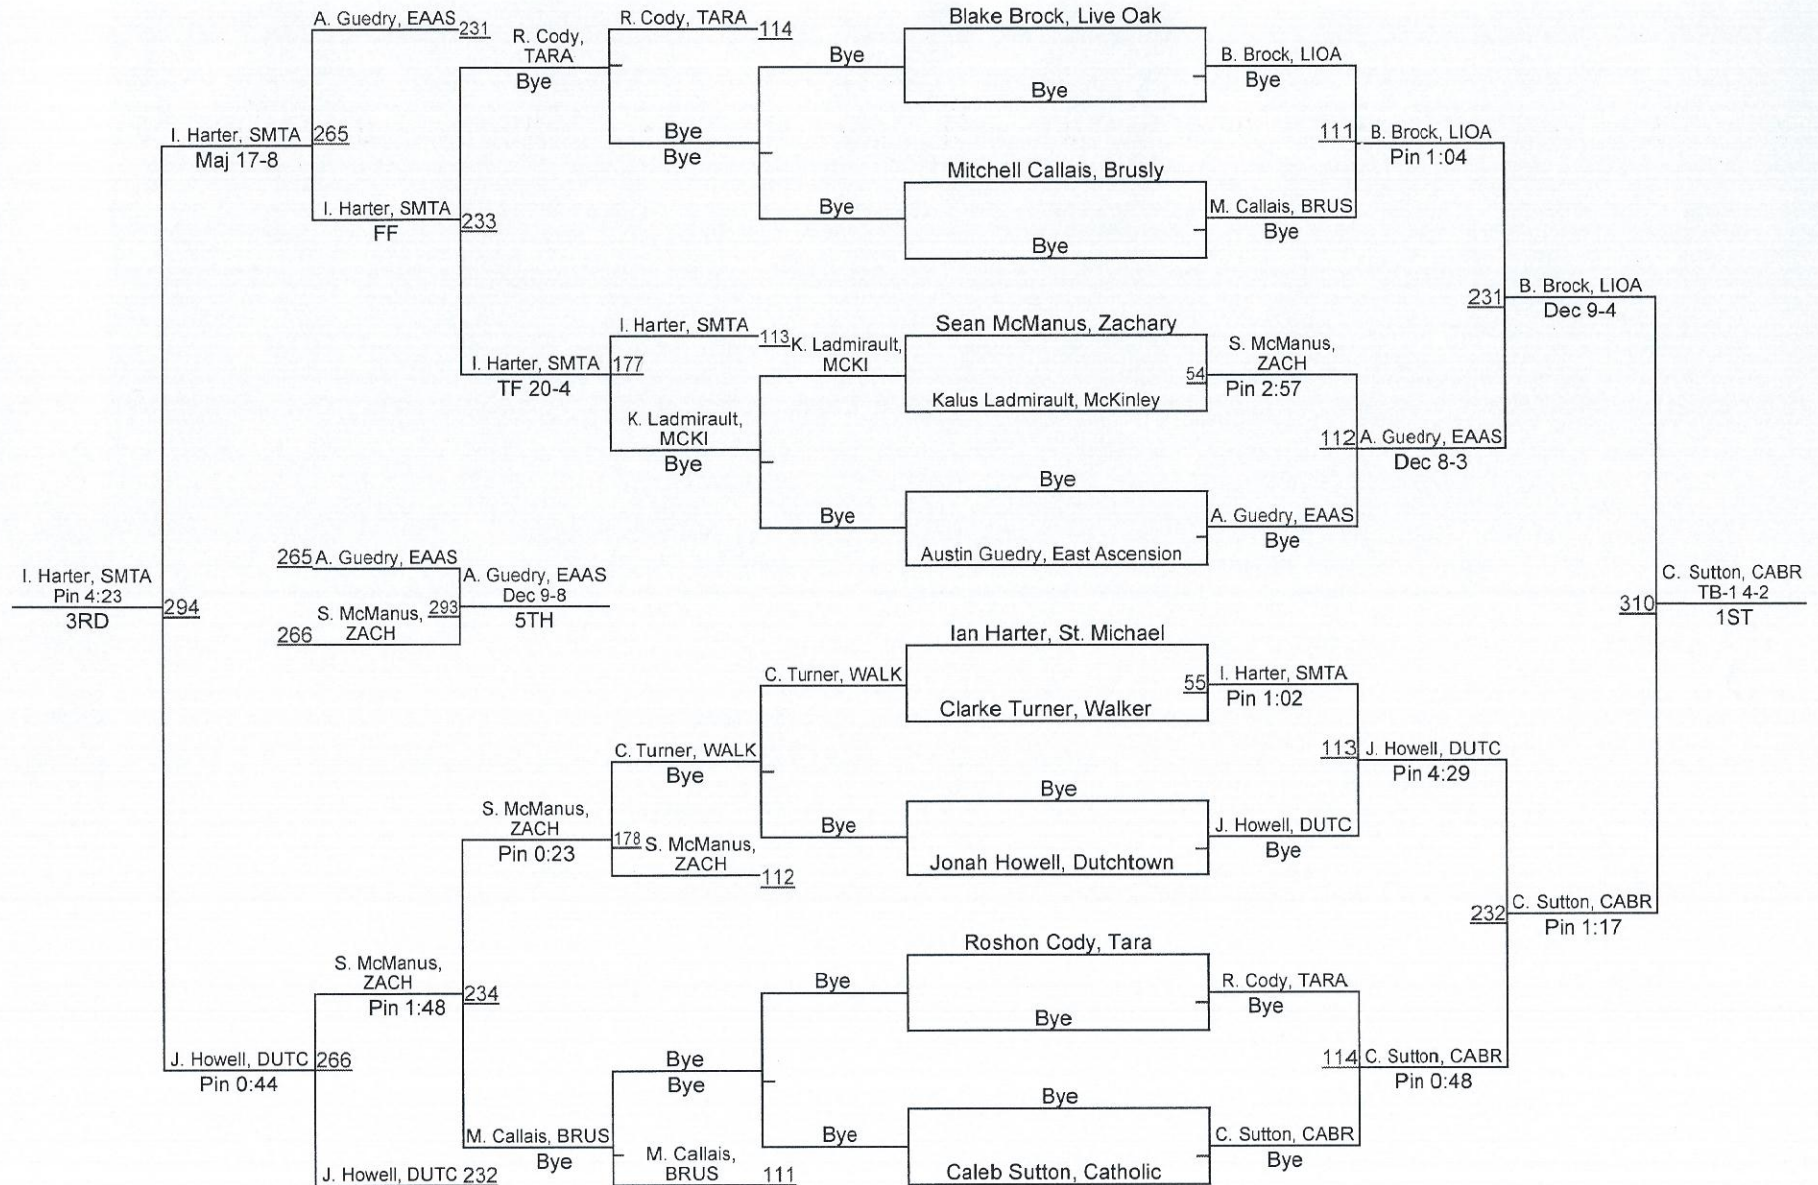 A. Guedry, EAAS
231
R. Cody,
TARA
Bye
R. Cody, TARA
114
Bye
Blake Brock, Live Oak
Bye
B. Brock, LIOA
Bye
I. Harter, SMTA
265
Maj 17-8
Bye
Bye
111
B. Brock, LIOA
Pin 1:04
Mitchell Callais, Brusly
Bye
M. Callais, BRUS
Bye
Bye
I. Harter, SMTA
FF
233
231
B. Brock, LIOA
Dec 9-4
I. Harter, SMTA
113
K. Ladmirault,
MCKI
Sean McManus, Zachary
S. McManus,
ZACH
54
Pin 2:57
Kalus Ladmirault, McKinley
I. Harter, SMTA
177
TF 20-4
K. Ladmirault,
MCKI
Bye
112
A. Guedry, EAAS
Dec 8-3
Bye
Bye
A. Guedry, EAAS
Bye
Austin Guedry, East Ascension
265
A. Guedry, EAAS
A. Guedry, EAAS
Dec 9-8
5TH
S. McManus,
ZACH
293
266
I. Harter, SMTA
Pin 4:23
3RD
294
310
C. Sutton, CABR
TB-1 4-2
1ST
Ian Harter, St. Michael
C. Turner, WALK
55
I. Harter, SMTA
Pin 1:02
Clarke Turner, Walker
C. Turner, WALK
Bye
113
J. Howell, DUTC
Pin 4:29
Bye
Bye
J. Howell, DUTC
Bye
Jonah Howell, Dutchtown
S. McManus,
ZACH
Pin 0:23
178
S. McManus,
ZACH
112
232
C. Sutton, CABR
Pin 1:17
Roshon Cody, Tara
Bye
R. Cody, TARA
Bye
Bye
S. McManus,
ZACH
Pin 1:48
234
J. Howell, DUTC
266
Pin 0:44
Bye
Bye
114
C. Sutton, CABR
Pin 0:48
Bye
Bye
C. Sutton, CABR
Bye
Caleb Sutton, Catholic
M. Callais, BRUS
Bye
M. Callais,
BRUS
111
J. Howell, DUTC
232